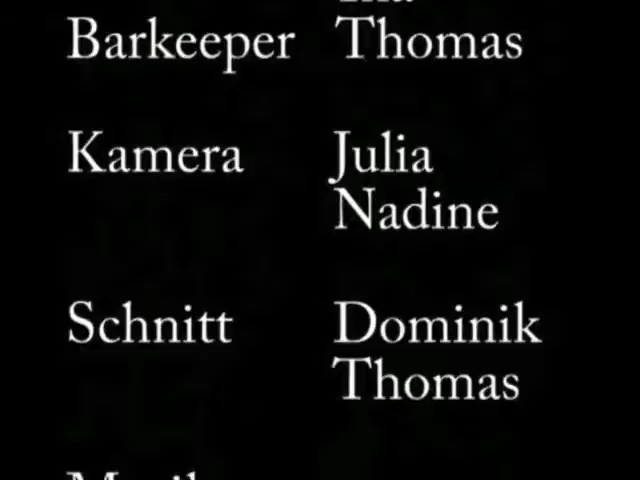 Barkeeper Thomas
Kamera Julia
Nadine
Schnitt Dominik
Thomas